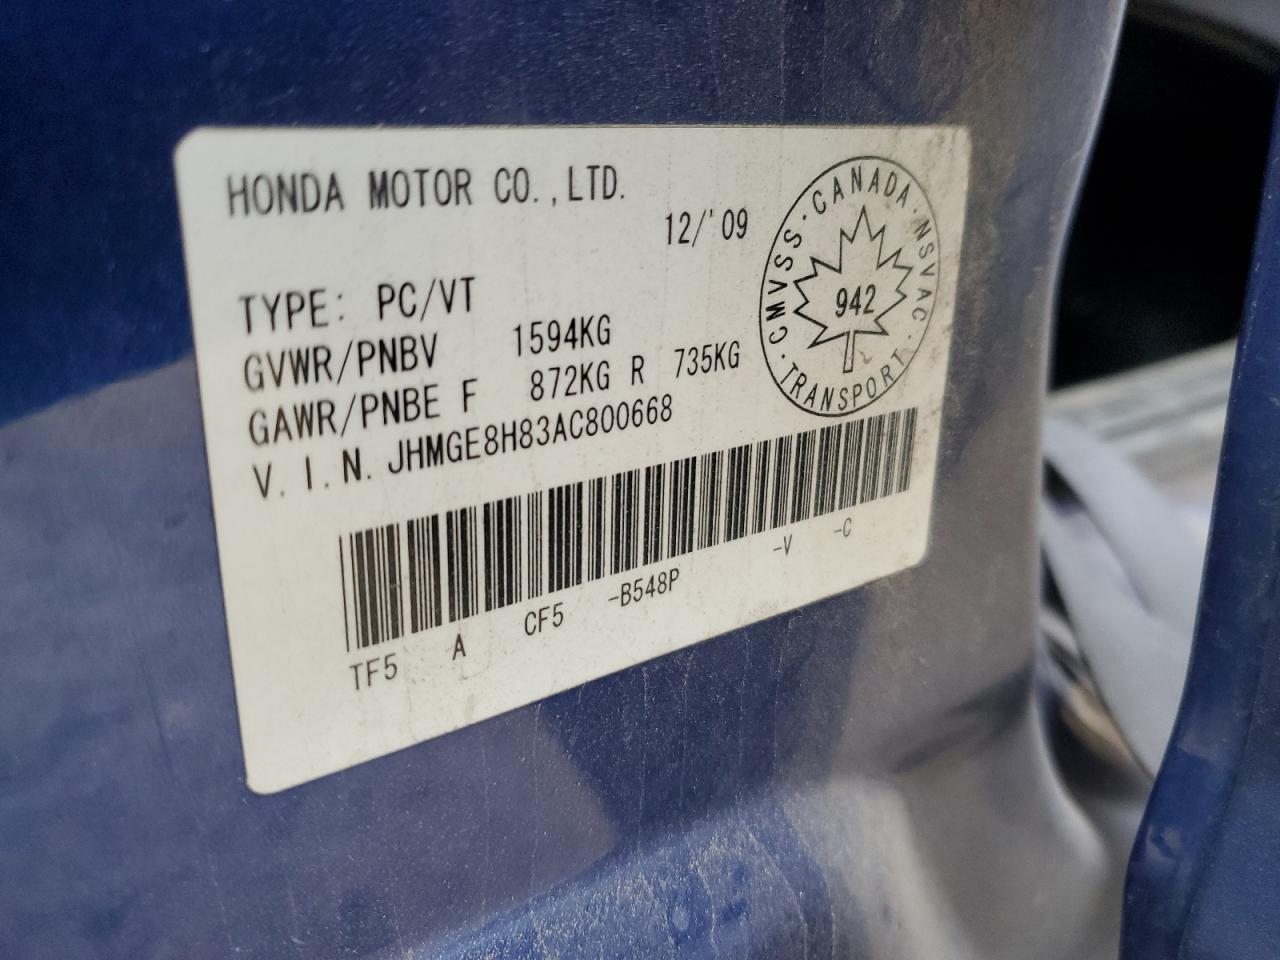 HONDA MOTOR CO.,LTD.
12/'09
TYPE: PC/VT
GVWR/PNBV 1594KG
GAWR/PNBE F 872KG R 735KG
V.I.N. JHMGE8H83AC800668
TF5 A CF5 -B548P -V -C
CMVSS · CANADA · NSVAC · TRANSPORT ·
942
2